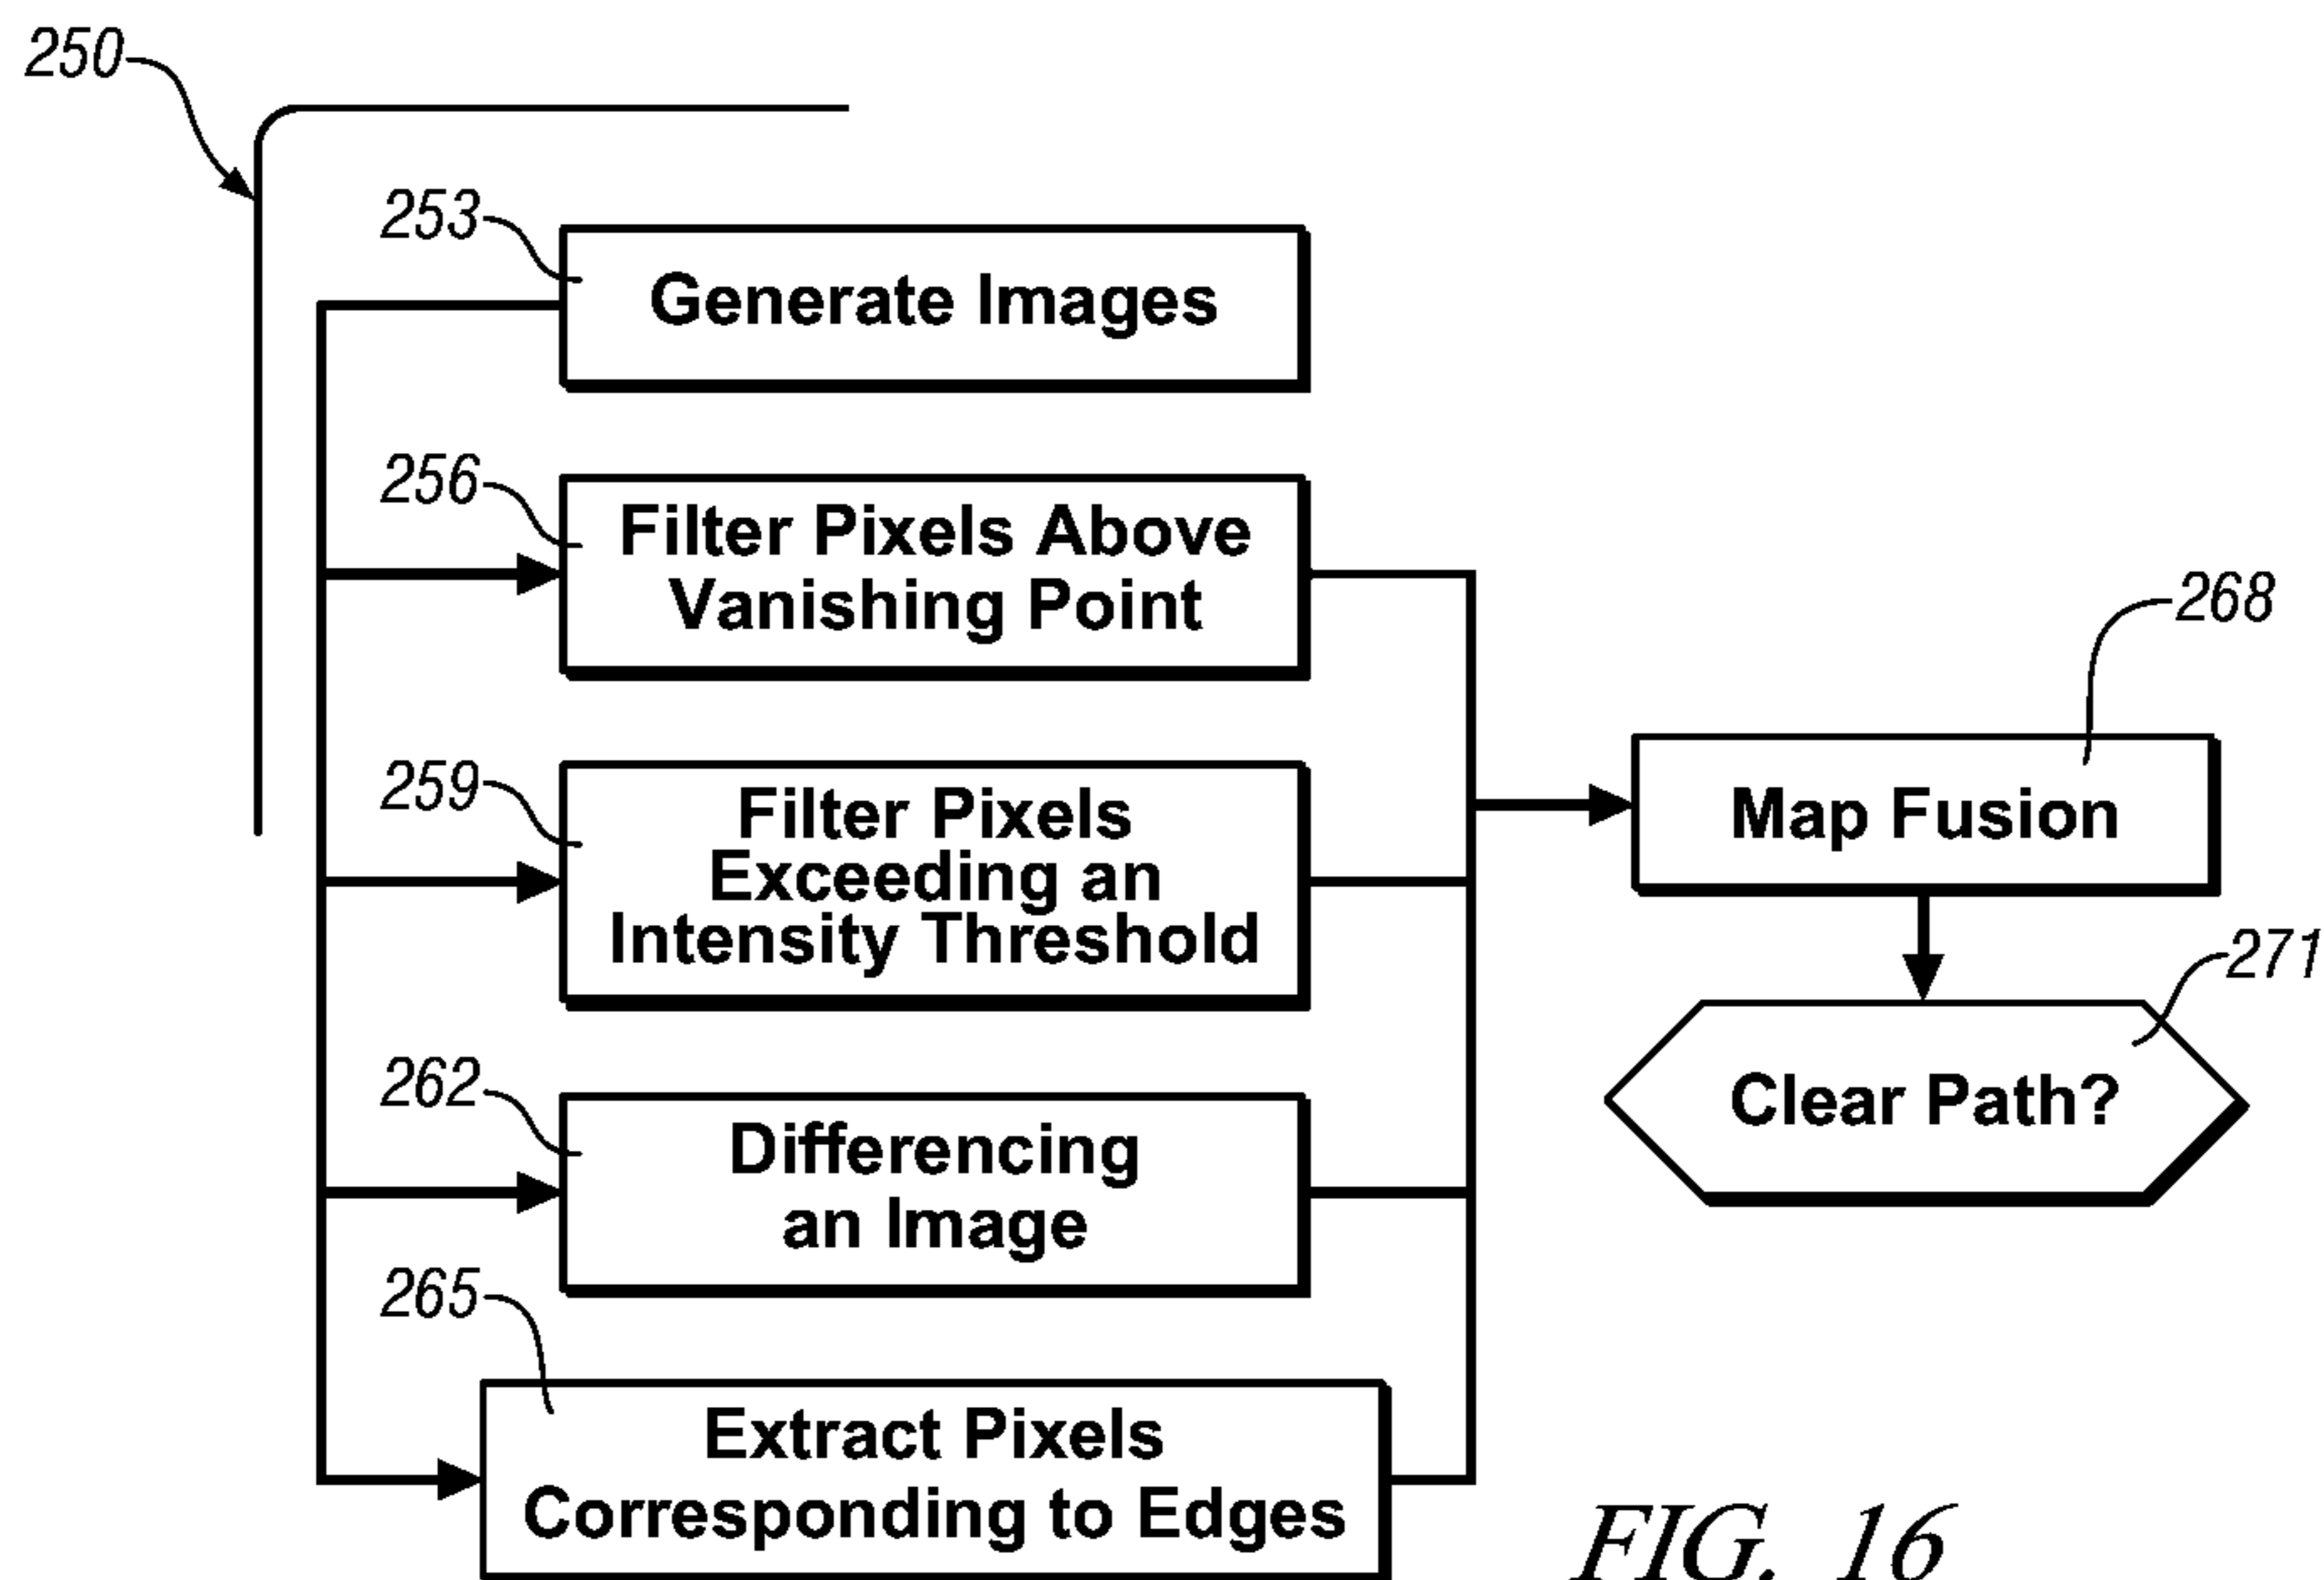 250
253
Generate Images
256
Filter Pixels Above
Vanishing Point
268
259
Filter Pixels
Exceeding an
Intensity Threshold
Map Fusion
271
262
Differencing
an Image
Clear Path?
265
Extract Pixels
Corresponding to Edges
FIG. 16